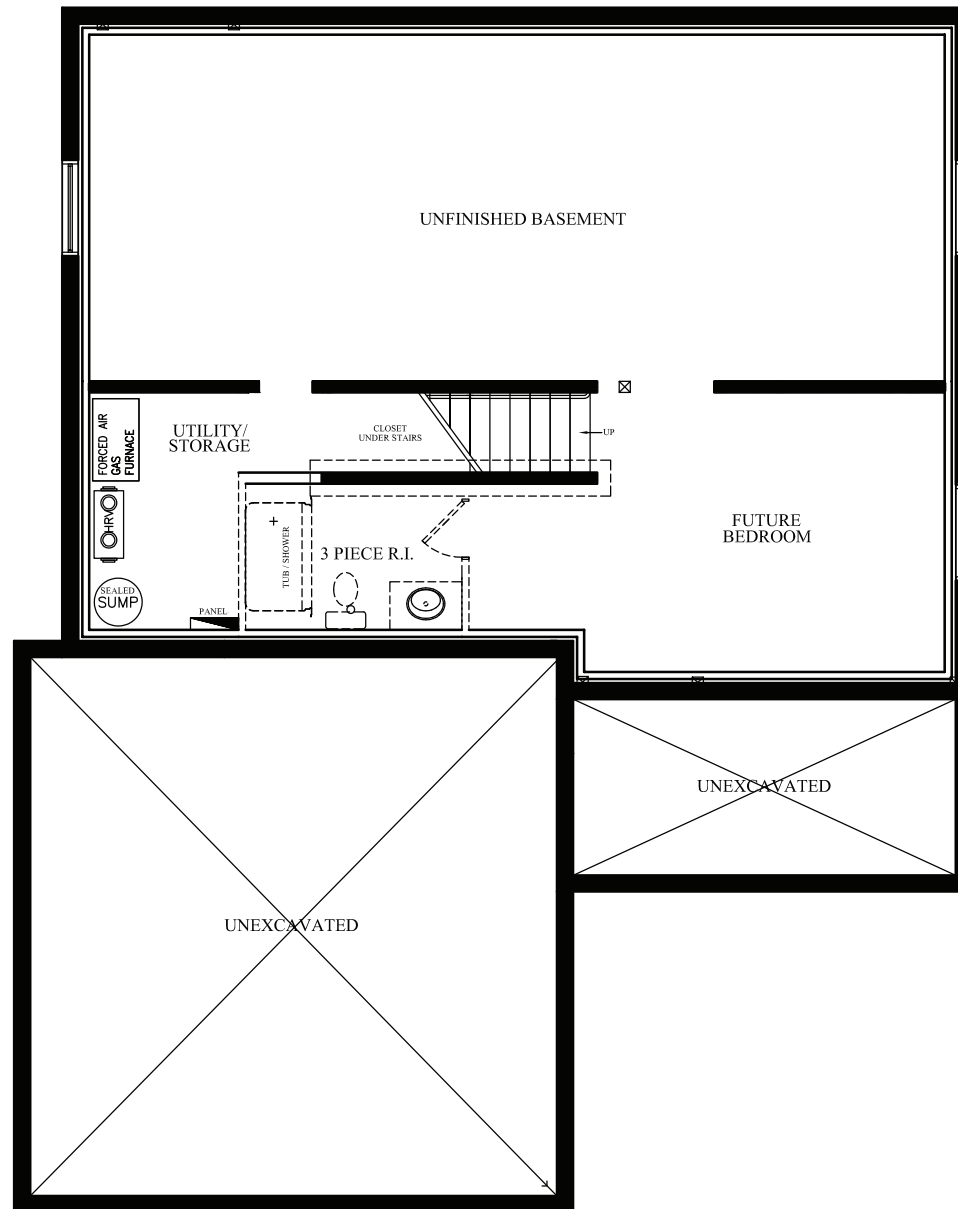 UNFINISHED BASEMENT
FORCED AIR
GAS
FURNACE
UTILITY/
STORAGE
CLOSET
UNDER STAIRS
UP
HRV
TUB / SHOWER
3 PIECE R.I.
FUTURE
BEDROOM
SEALED
SUMP
PANEL
UNEXCAVATED
UNEXCAVATED